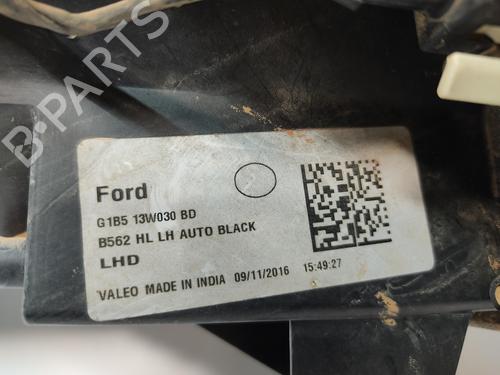 B-PARTS
Ford
G1B5 13W030 BD
B562 HL LH AUTO BLACK
LHD
VALEO MADE IN INDIA 09/11/2016 15:49:27